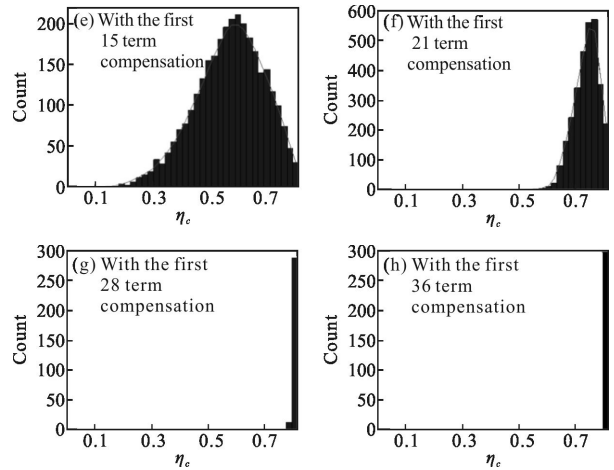 (e) With the first
15 term
compensation
200
150
100
50
0
Count
0.1 0.3 0.5 0.7
η_c
(f) With the first
21 term
compensation
600
500
400
300
200
100
0
Count
0.1 0.3 0.5 0.7
η_c
(g) With the first
28 term
compensation
300
250
200
150
100
50
0
Count
0.1 0.3 0.5 0.7
η_c
(h) With the first
36 term
compensation
300
250
200
150
100
50
0
Count
0.1 0.3 0.5 0.7
η_c